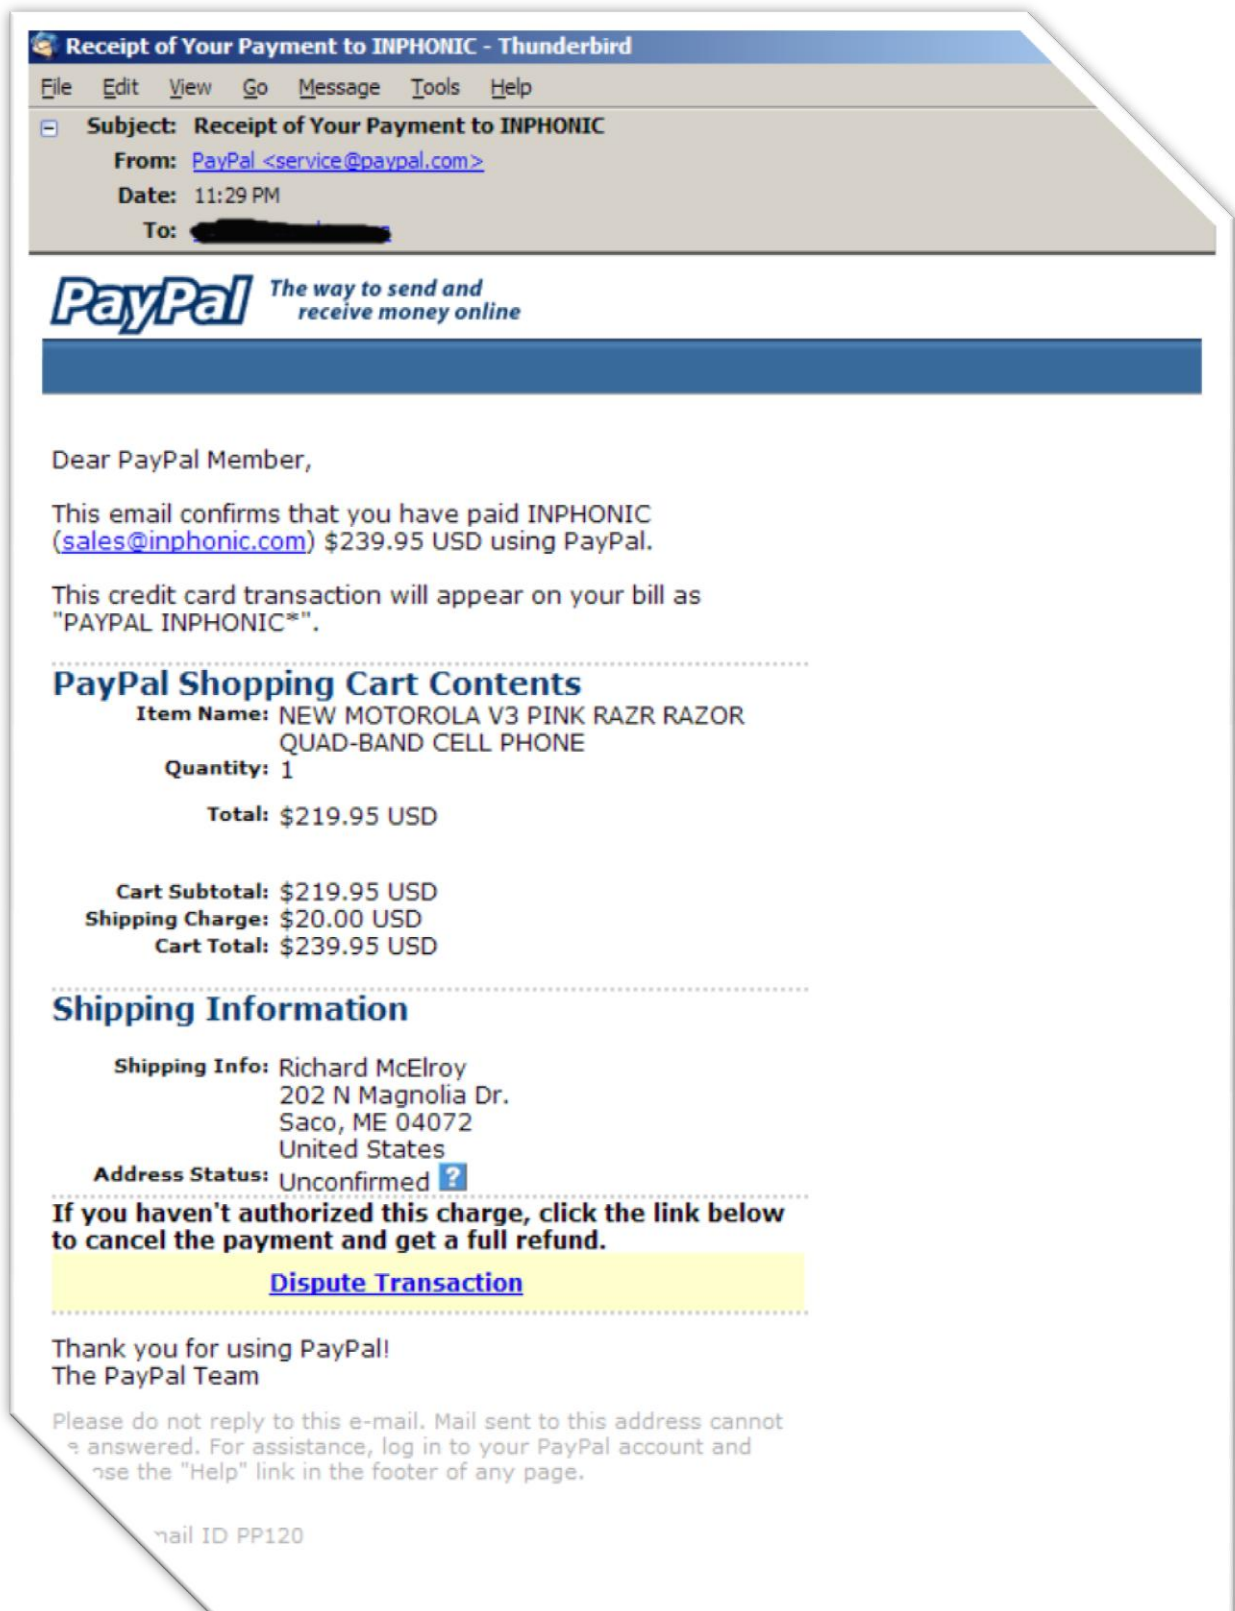 Receipt of Your Payment to INPHONIC - Thunderbird
File Edit View Go Message Tools Help
Subject: Receipt of Your Payment to INPHONIC
From: PayPal <service@paypal.com>
Date: 11:29 PM
To:
PayPal The way to send and
receive money online
Dear PayPal Member,
This email confirms that you have paid INPHONIC
(sales@inphonic.com) $239.95 USD using PayPal.
This credit card transaction will appear on your bill as
"PAYPAL INPHONIC*".
PayPal Shopping Cart Contents
Item Name: NEW MOTOROLA V3 PINK RAZR RAZOR
QUAD-BAND CELL PHONE
Quantity: 1
Total: $219.95 USD
Cart Subtotal: $219.95 USD
Shipping Charge: $20.00 USD
Cart Total: $239.95 USD
Shipping Information
Shipping Info: Richard McElroy
202 N Magnolia Dr.
Saco, ME 04072
United States
Address Status: Unconfirmed ?
If you haven't authorized this charge, click the link below
to cancel the payment and get a full refund.
Dispute Transaction
Thank you for using PayPal!
The PayPal Team
Please do not reply to this e-mail. Mail sent to this address cannot
answered. For assistance, log in to your PayPal account and
the "Help" link in the footer of any page.
ID PP120